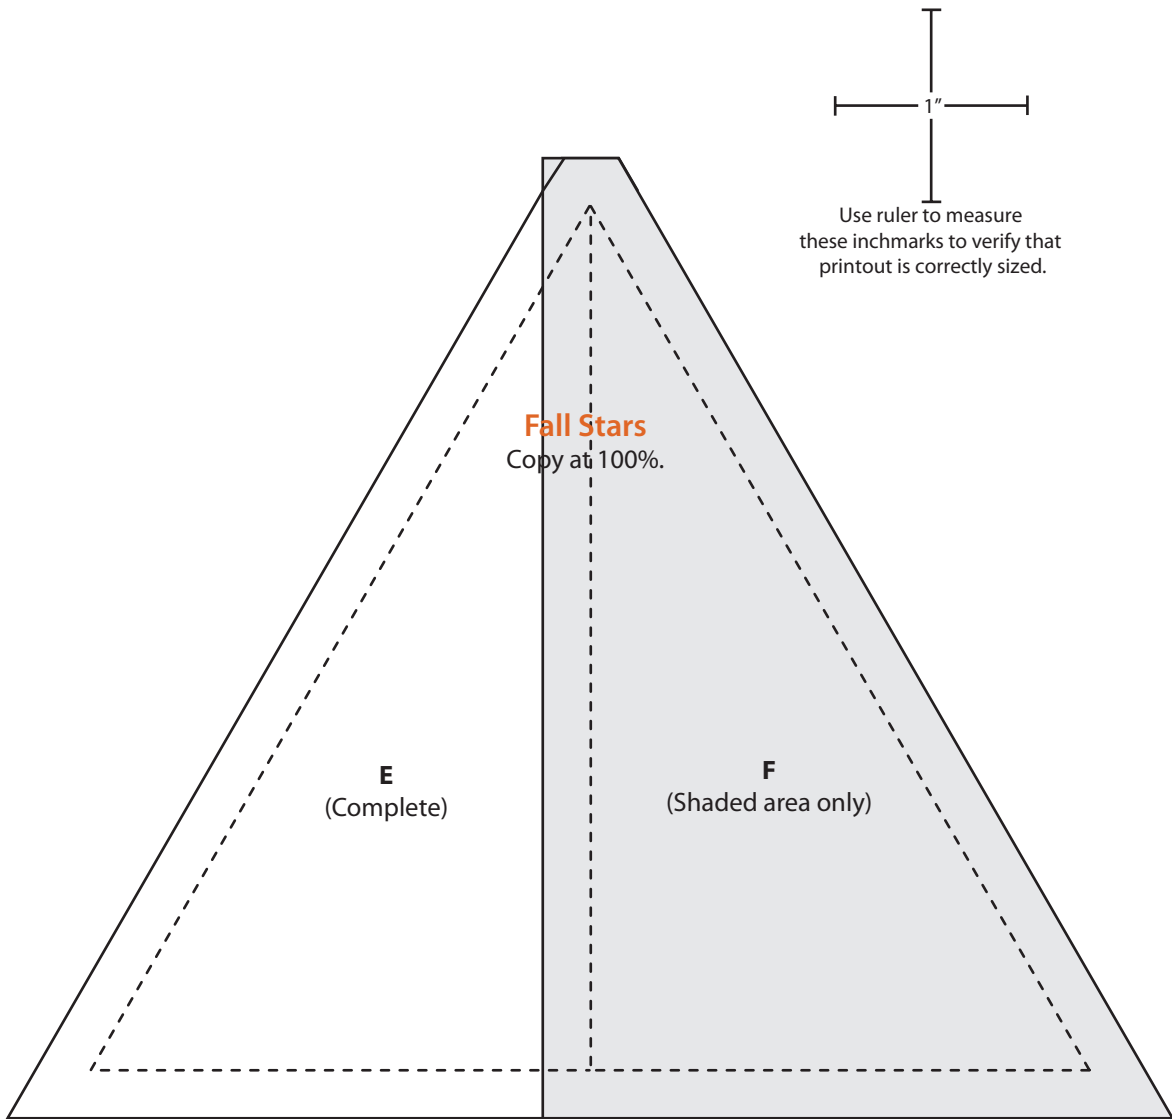 1”
Use ruler to measure
these inchmarks to verify that
printout is correctly sized.
Fall Stars
Copy at 100%.
E
(Complete)
F
(Shaded area only)